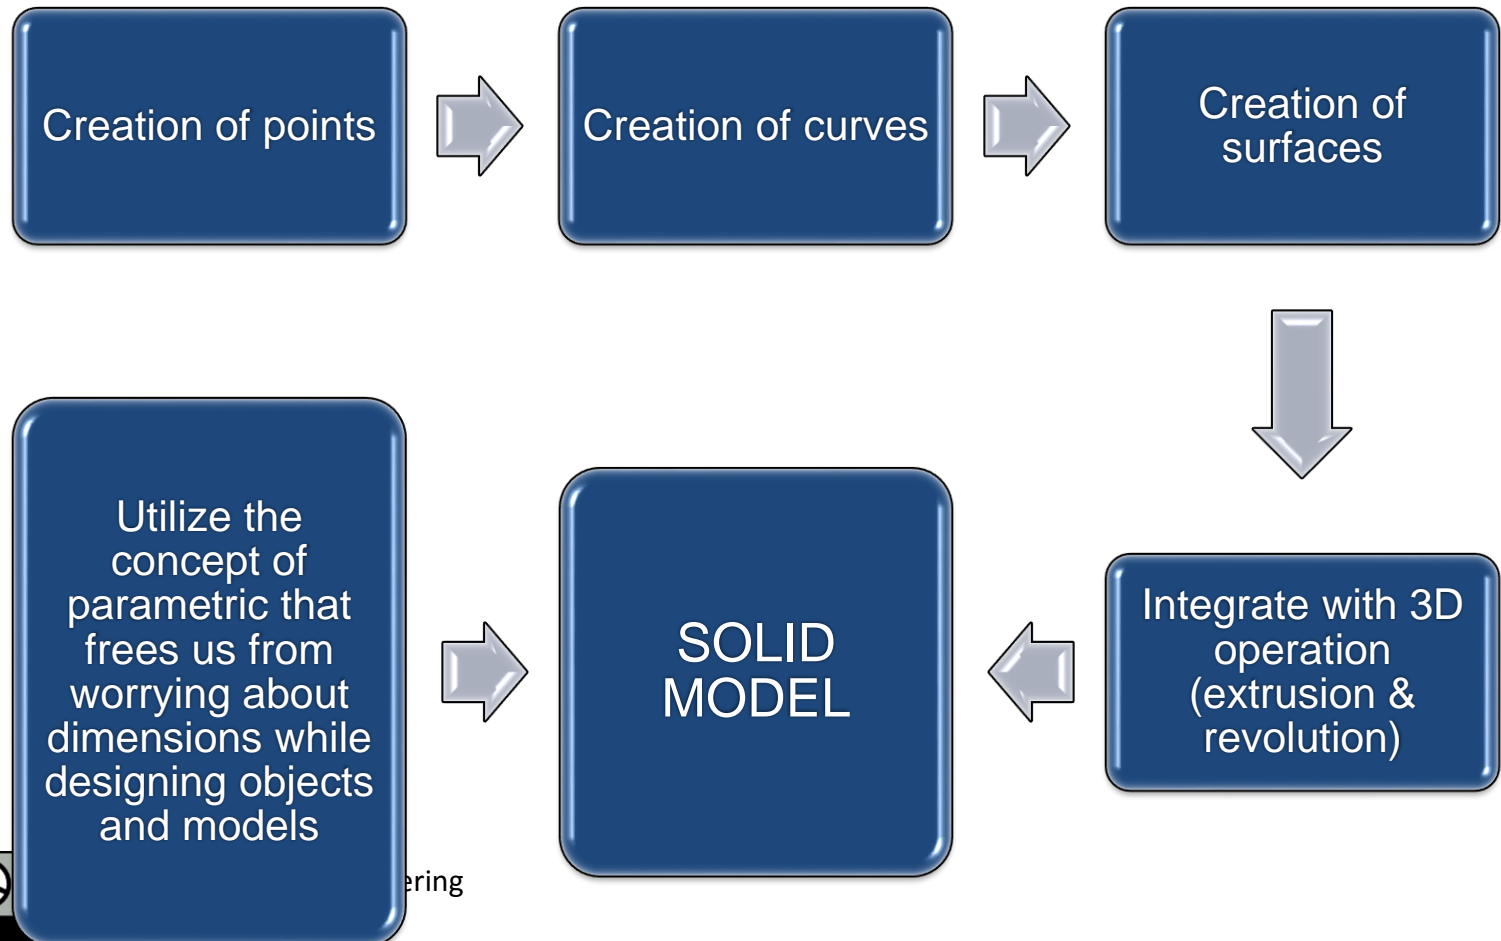 Creation of points
Creation of curves
Creation of
surfaces
Utilize the
concept of
parametric that
frees us from
worrying about
dimensions while
designing objects
and models
SOLID
MODEL
Integrate with 3D
operation
(extrusion &
revolution)
ering